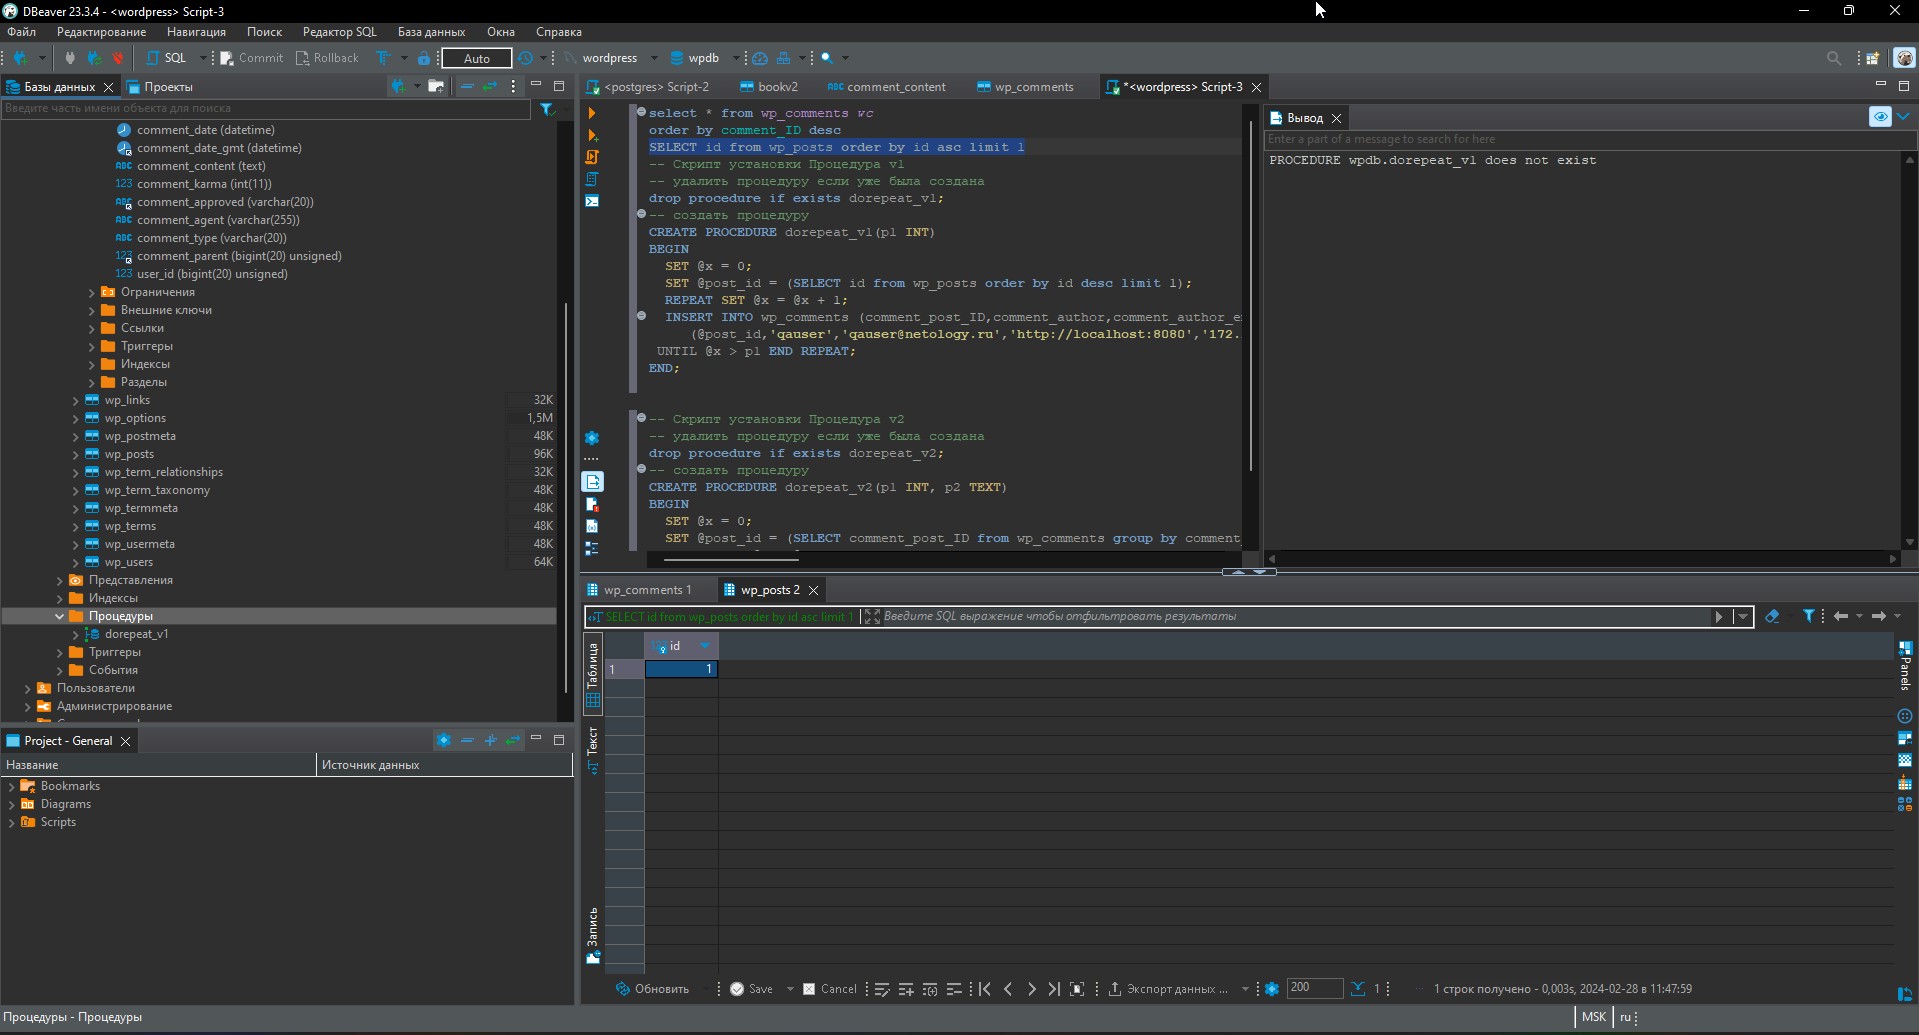 DBeaver 23.3.4 - <wordpress> Script-3
Файл Редактирование Навигация Поиск Редактор SQL База данных Окна Справка
SQL Commit Rollback Auto wordpress wpdb
Базы данных Проекты
Введите часть имени объекта для поиска
comment_date (datetime)
comment_date_gmt (datetime)
ABC comment_content (text)
123 comment_karma (int(11))
ABC comment_approved (varchar(20))
ABC comment_agent (varchar(255))
ABC comment_type (varchar(20))
123 comment_parent (bigint(20) unsigned)
123 user_id (bigint(20) unsigned)
Ограничения
Внешние ключи
Ссылки
Триггеры
Индексы
Разделы
wp_links 32K
wp_options 1,5M
wp_postmeta 48K
wp_posts 96K
wp_term_relationships 32K
wp_term_taxonomy 48K
wp_termmeta 48K
wp_terms 48K
wp_usermeta 48K
wp_users 64K
Представления
Индексы
Процедуры
dorepeat_v1
Триггеры
События
Пользователи
Администрирование
Project - General
Название Источник данных
Bookmarks
Diagrams
Scripts
<postgres> Script-2 bookv2 ABC comment_content wp_comments *<wordpress> Script-3
select * from wp_comments wc
order by comment_ID desc
SELECT id from wp_posts order by id asc limit 1
-- Скрипт установки Процедура v1
-- удалить процедуру если уже была создана
drop procedure if exists dorepeat_v1;
-- создать процедуру
CREATE PROCEDURE dorepeat_v1(p1 INT)
BEGIN
SET @x = 0;
SET @post_id = (SELECT id from wp_posts order by id desc limit 1);
REPEAT SET @x = @x + 1;
INSERT INTO wp_comments (comment_post_ID,comment_author,comment_author_e
(@post_id,'qauser','qauser@netology.ru','http://localhost:8080','172.
UNTIL @x > p1 END REPEAT;
END;
-- Скрипт установки Процедура v2
-- удалить процедуру если уже была создана
drop procedure if exists dorepeat_v2;
-- создать процедуру
CREATE PROCEDURE dorepeat_v2(p1 INT, p2 TEXT)
BEGIN
SET @x = 0;
SET @post_id = (SELECT comment_post_ID from wp_comments group by comment_
Вывод
Enter a part of a message to search for here
PROCEDURE wpdb.dorepeat_v1 does not exist
wp_comments 1 wp_posts 2
SELECT id from wp_posts order by id asc limit 1 Введите SQL выражение чтобы отфильтровать результаты
Таблица
Текст
Запись
123 id
1 1
Panels
Обновить Save Cancel Экспорт данных ... 200 1 1 строк получено - 0,003s, 2024-02-28 в 11:47:59
Процедуры - Процедуры MSK ru